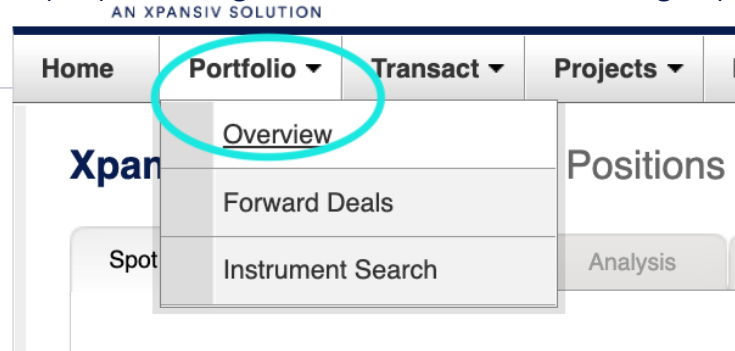 AN XPANSIV SOLUTION
Home Portfolio Transact Projects
Overview
Xpan Positions
Forward Deals
Spot Analysis
Instrument Search